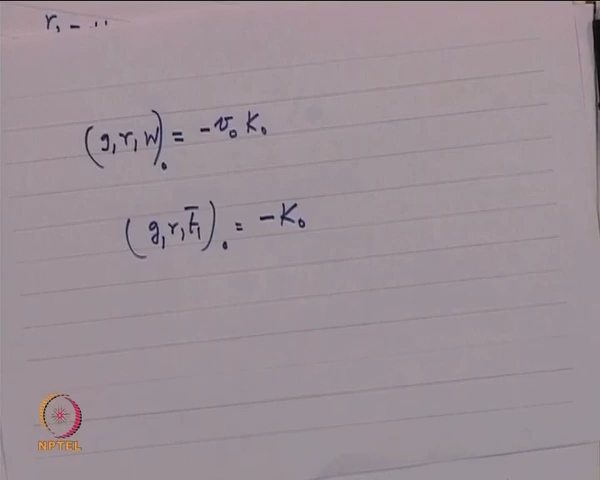 (g, r, w)₀ = -v₀ K₀
(g, r, t̄₁)₀ = -K₀
NPTEL